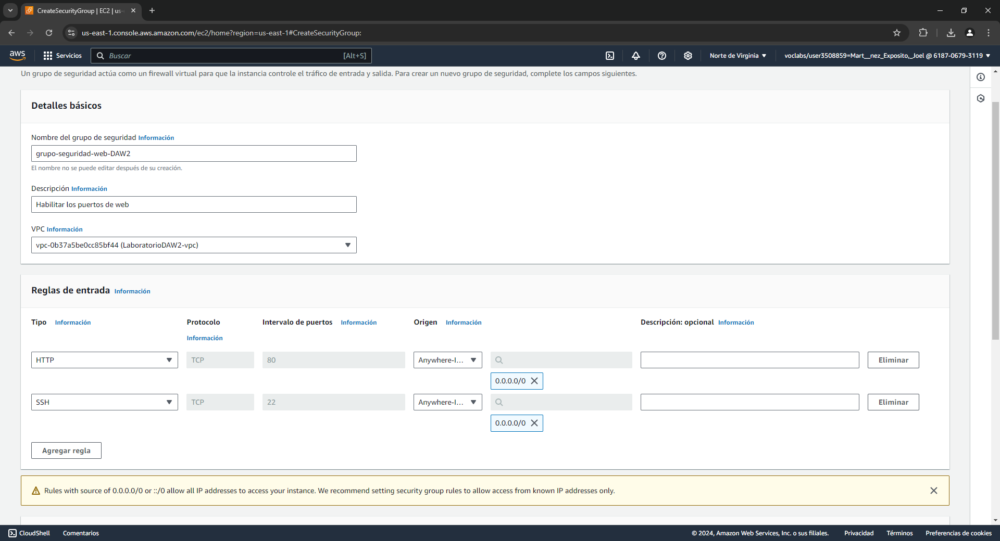 CreateSecurityGroup | EC2 | us-
us-east-1.console.aws.amazon.com/ec2/home?region=us-east-1#CreateSecurityGroup:
aws
Servicios
Buscar
[Alt+S]
Norte de Virginia
voclabs/user3508859=Mart__nez_Exposito,_Joel @ 6187-0679-3119
Un grupo de seguridad actúa como un firewall virtual para que la instancia controle el tráfico de entrada y salida. Para crear un nuevo grupo de seguridad, complete los campos siguientes.
Detalles básicos
Nombre del grupo de seguridad Información
grupo-seguridad-web-DAW2
El nombre no se puede editar después de su creación.
Descripción Información
Habilitar los puertos de web
VPC Información
vpc-0b37a5be0cc85bf44 (LaboratorioDAW2-vpc)
Reglas de entrada Información
Tipo Información
Protocolo
Información
Intervalo de puertos Información
Origen Información
Descripción: opcional Información
HTTP
TCP
80
Anywhere-I...
Eliminar
0.0.0.0/0
SSH
TCP
22
Anywhere-I...
Eliminar
0.0.0.0/0
Agregar regla
Rules with source of 0.0.0.0/0 or ::/0 allow all IP addresses to access your instance. We recommend setting security group rules to allow access from known IP addresses only.
CloudShell
Comentarios
© 2024, Amazon Web Services, Inc. o sus filiales.
Privacidad
Términos
Preferencias de cookies